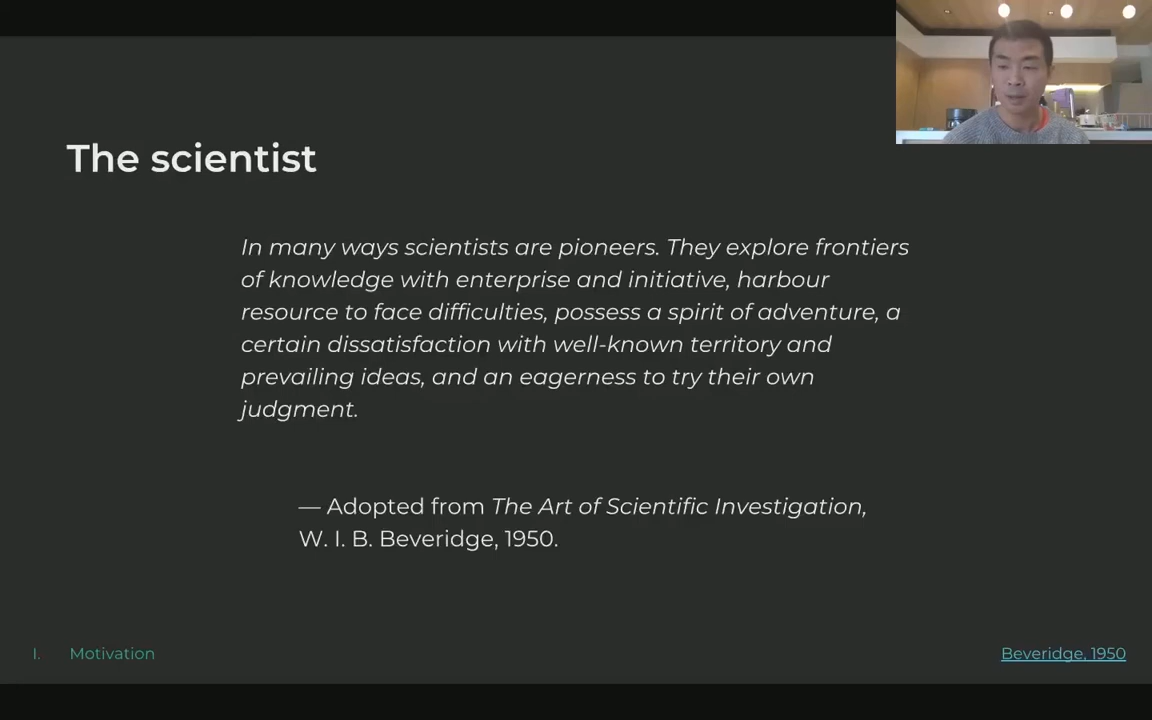 The scientist
In many ways scientists are pioneers. They explore frontiers
of knowledge with enterprise and initiative, harbour
resource to face difficulties, possess a spirit of adventure, a
certain dissatisfaction with well-known territory and
prevailing ideas, and an eagerness to try their own
judgment.
— Adopted from The Art of Scientific Investigation,
W. I. B. Beveridge, 1950.
I. Motivation
Beveridge, 1950